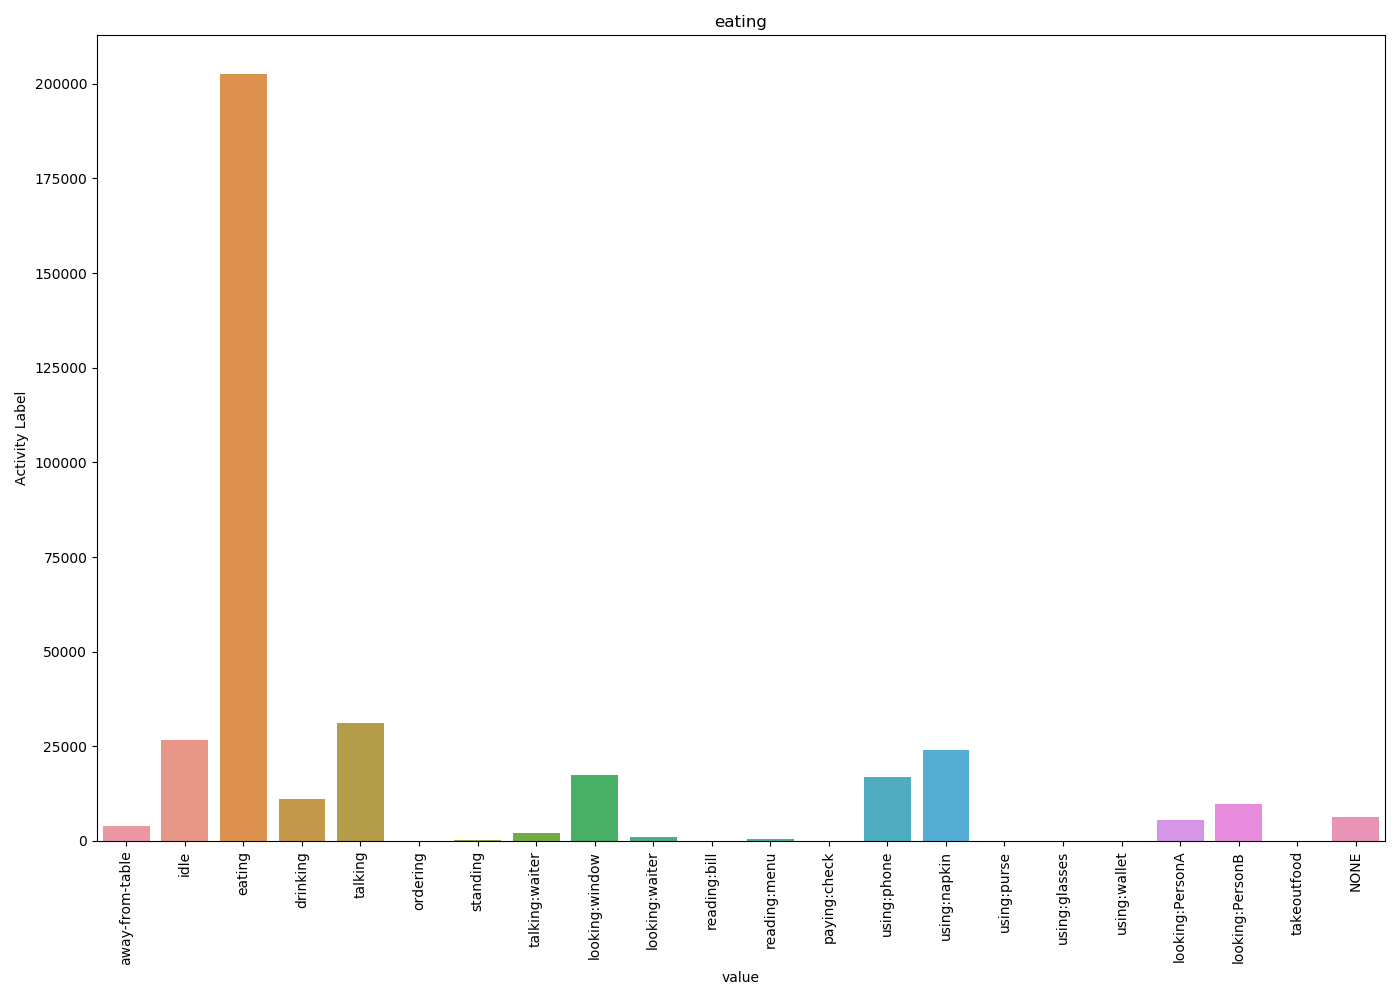 eating
200000
175000
150000
125000
100000
75000
50000
25000
0
Activity Label
away-from-table
idle
eating
drinking
talking
ordering
standing
talking:waiter
looking:window
looking:waiter
reading:bill
reading:menu
paying:check
using:phone
using:napkin
using:purse
using:glasses
using:wallet
looking:PersonA
looking:PersonB
takeoutfood
NONE
value